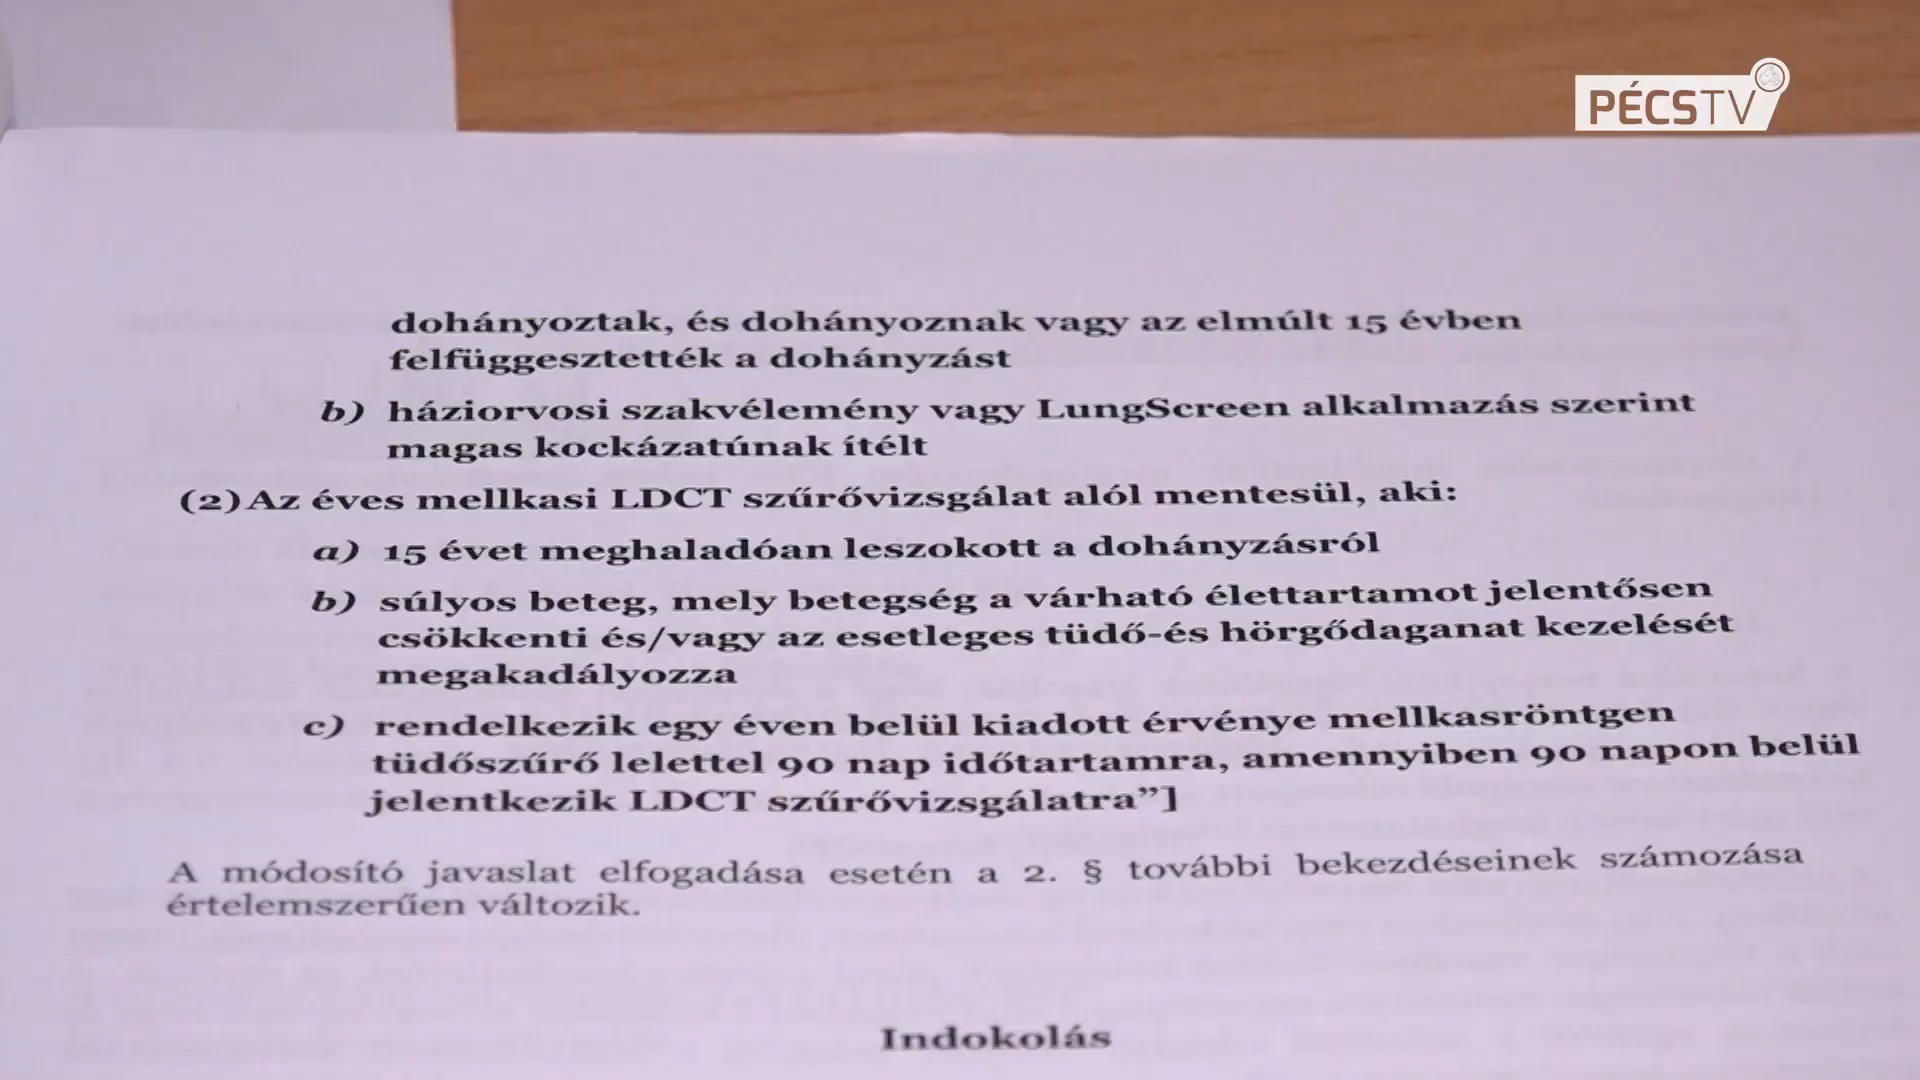 PÉCSTV
dohányoztak, és dohányoznak vagy az elmúlt 15 évben
felfüggesztették a dohányzást
b) háziorvosi szakvélemény vagy LungScreen alkalmazás szerint
magas kockázatúnak ítélt
(2) Az éves mellkasi LDCT szűrővizsgálat alól mentesül, aki:
a) 15 évet meghaladóan leszokott a dohányzásról
b) súlyos beteg, mely betegség a várható élettartamot jelentősen
csökkenti és/vagy az esetleges tüdő-és hörgődaganat kezelését
megakadályozza
c) rendelkezik egy éven belül kiadott érvénye mellkasröntgen
tüdőszűrő lelettel 90 nap időtartamra, amennyiben 90 napon belül
jelentkezik LDCT szűrővizsgálatra”]
A módosító javaslat elfogadása esetén a 2. § további bekezdéseinek számozása
értelemszerűen változik.
Indokolás